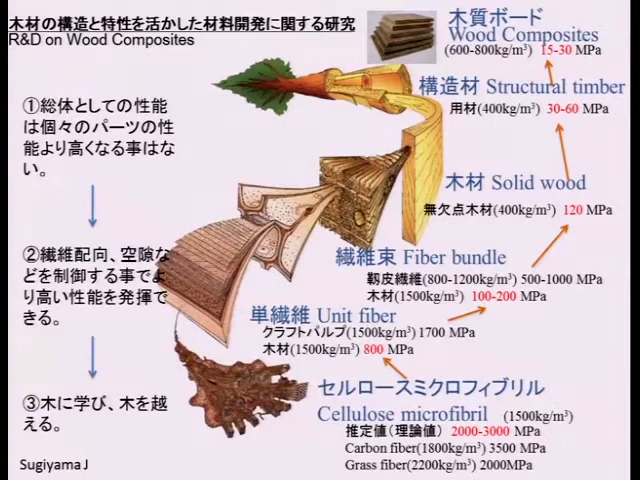 木材の構造と特性を活かした材料開発に関する研究
R&D on Wood Composites
木質ボード
Wood Composites
(600-800kg/m³) 15-30 MPa
構造材 Structural timber
用材(400kg/m³) 30-60 MPa
①総体としての性能
は個々のパーツの性
能より高くなる事はな
い。
木材 Solid wood
無欠点木材(400kg/m³) 120 MPa
②繊維配向、空隙な
どを制御する事でよ
り高い性能を発揮で
きる。
繊維束 Fiber bundle
靱皮繊維(800-1200kg/m³) 500-1000 MPa
木材(1500kg/m³) 100-200 MPa
単繊維 Unit fiber
クラフトパルプ(1500kg/m³) 1700 MPa
木材(1500kg/m³) 800 MPa
③木に学び、木を越
える。
セルロースミクロフィブリル
Cellulose microfibril (1500kg/m³)
推定値(理論値) 2000-3000 MPa
Carbon fiber(1800kg/m³) 3500 MPa
Grass fiber(2200kg/m³) 2000MPa
Sugiyama J